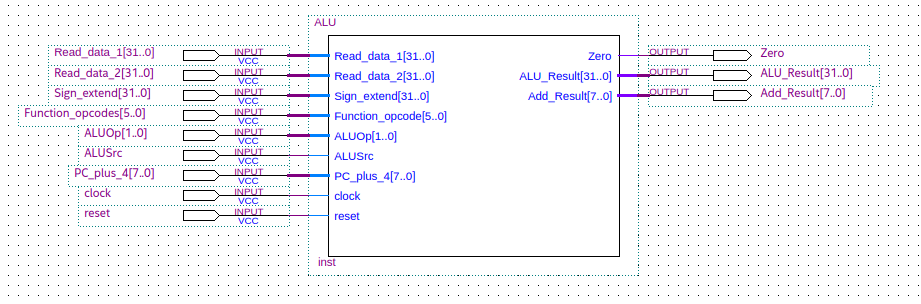 ALU
Read_data_1[31..0] INPUT VCC Read_data_1[31..0] Zero OUTPUT Zero
Read_data_2[31..0] INPUT VCC Read_data_2[31..0] ALU_Result[31..0] OUTPUT ALU_Result[31..0]
Sign_extend[31..0] INPUT VCC Sign_extend[31..0] Add_Result[7..0] OUTPUT Add_Result[7..0]
Function_opcodes[5..0] INPUT VCC Function_opcode[5..0]
ALUOp[1..0] INPUT VCC ALUOp[1..0]
ALUSrc INPUT VCC ALUSrc
PC_plus_4[7..0] INPUT VCC PC_plus_4[7..0]
clock INPUT VCC clock
reset INPUT VCC reset
inst